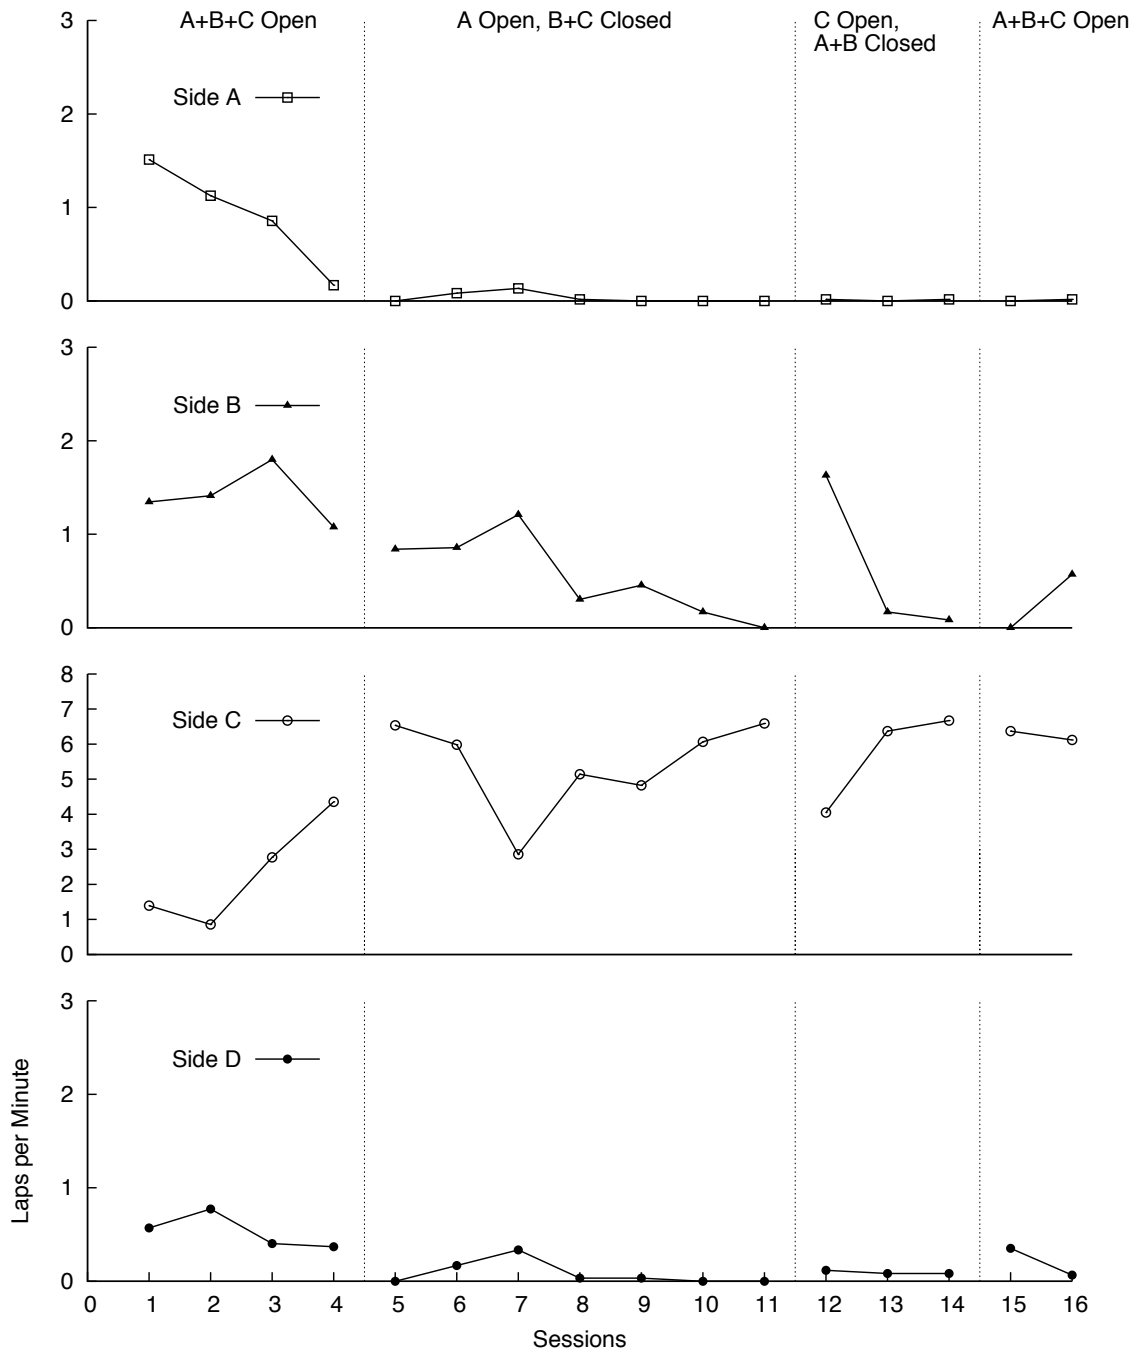 A+B+C Open
A Open, B+C Closed
C Open,
A+B Closed
A+B+C Open
3
2
1
0
Side A
3
2
1
0
Side B
8
7
6
5
4
3
2
1
0
Side C
3
2
1
0
Side D
Laps per Minute
0 1 2 3 4 5 6 7 8 9 10 11 12 13 14 15 16
Sessions